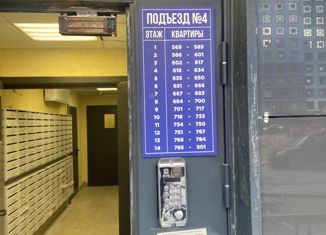 ПОДЪЕЗД №4
ЭТАЖ КВАРТИРЫ
1 569 - 585
2 586 - 601
3 602 - 617
4 618 - 634
5 635 - 650
6 651 - 666
7 667 - 683
8 684 - 700
9 701 - 717
10 718 - 733
11 734 - 750
12 751 - 767
13 768 - 784
14 785 - 801